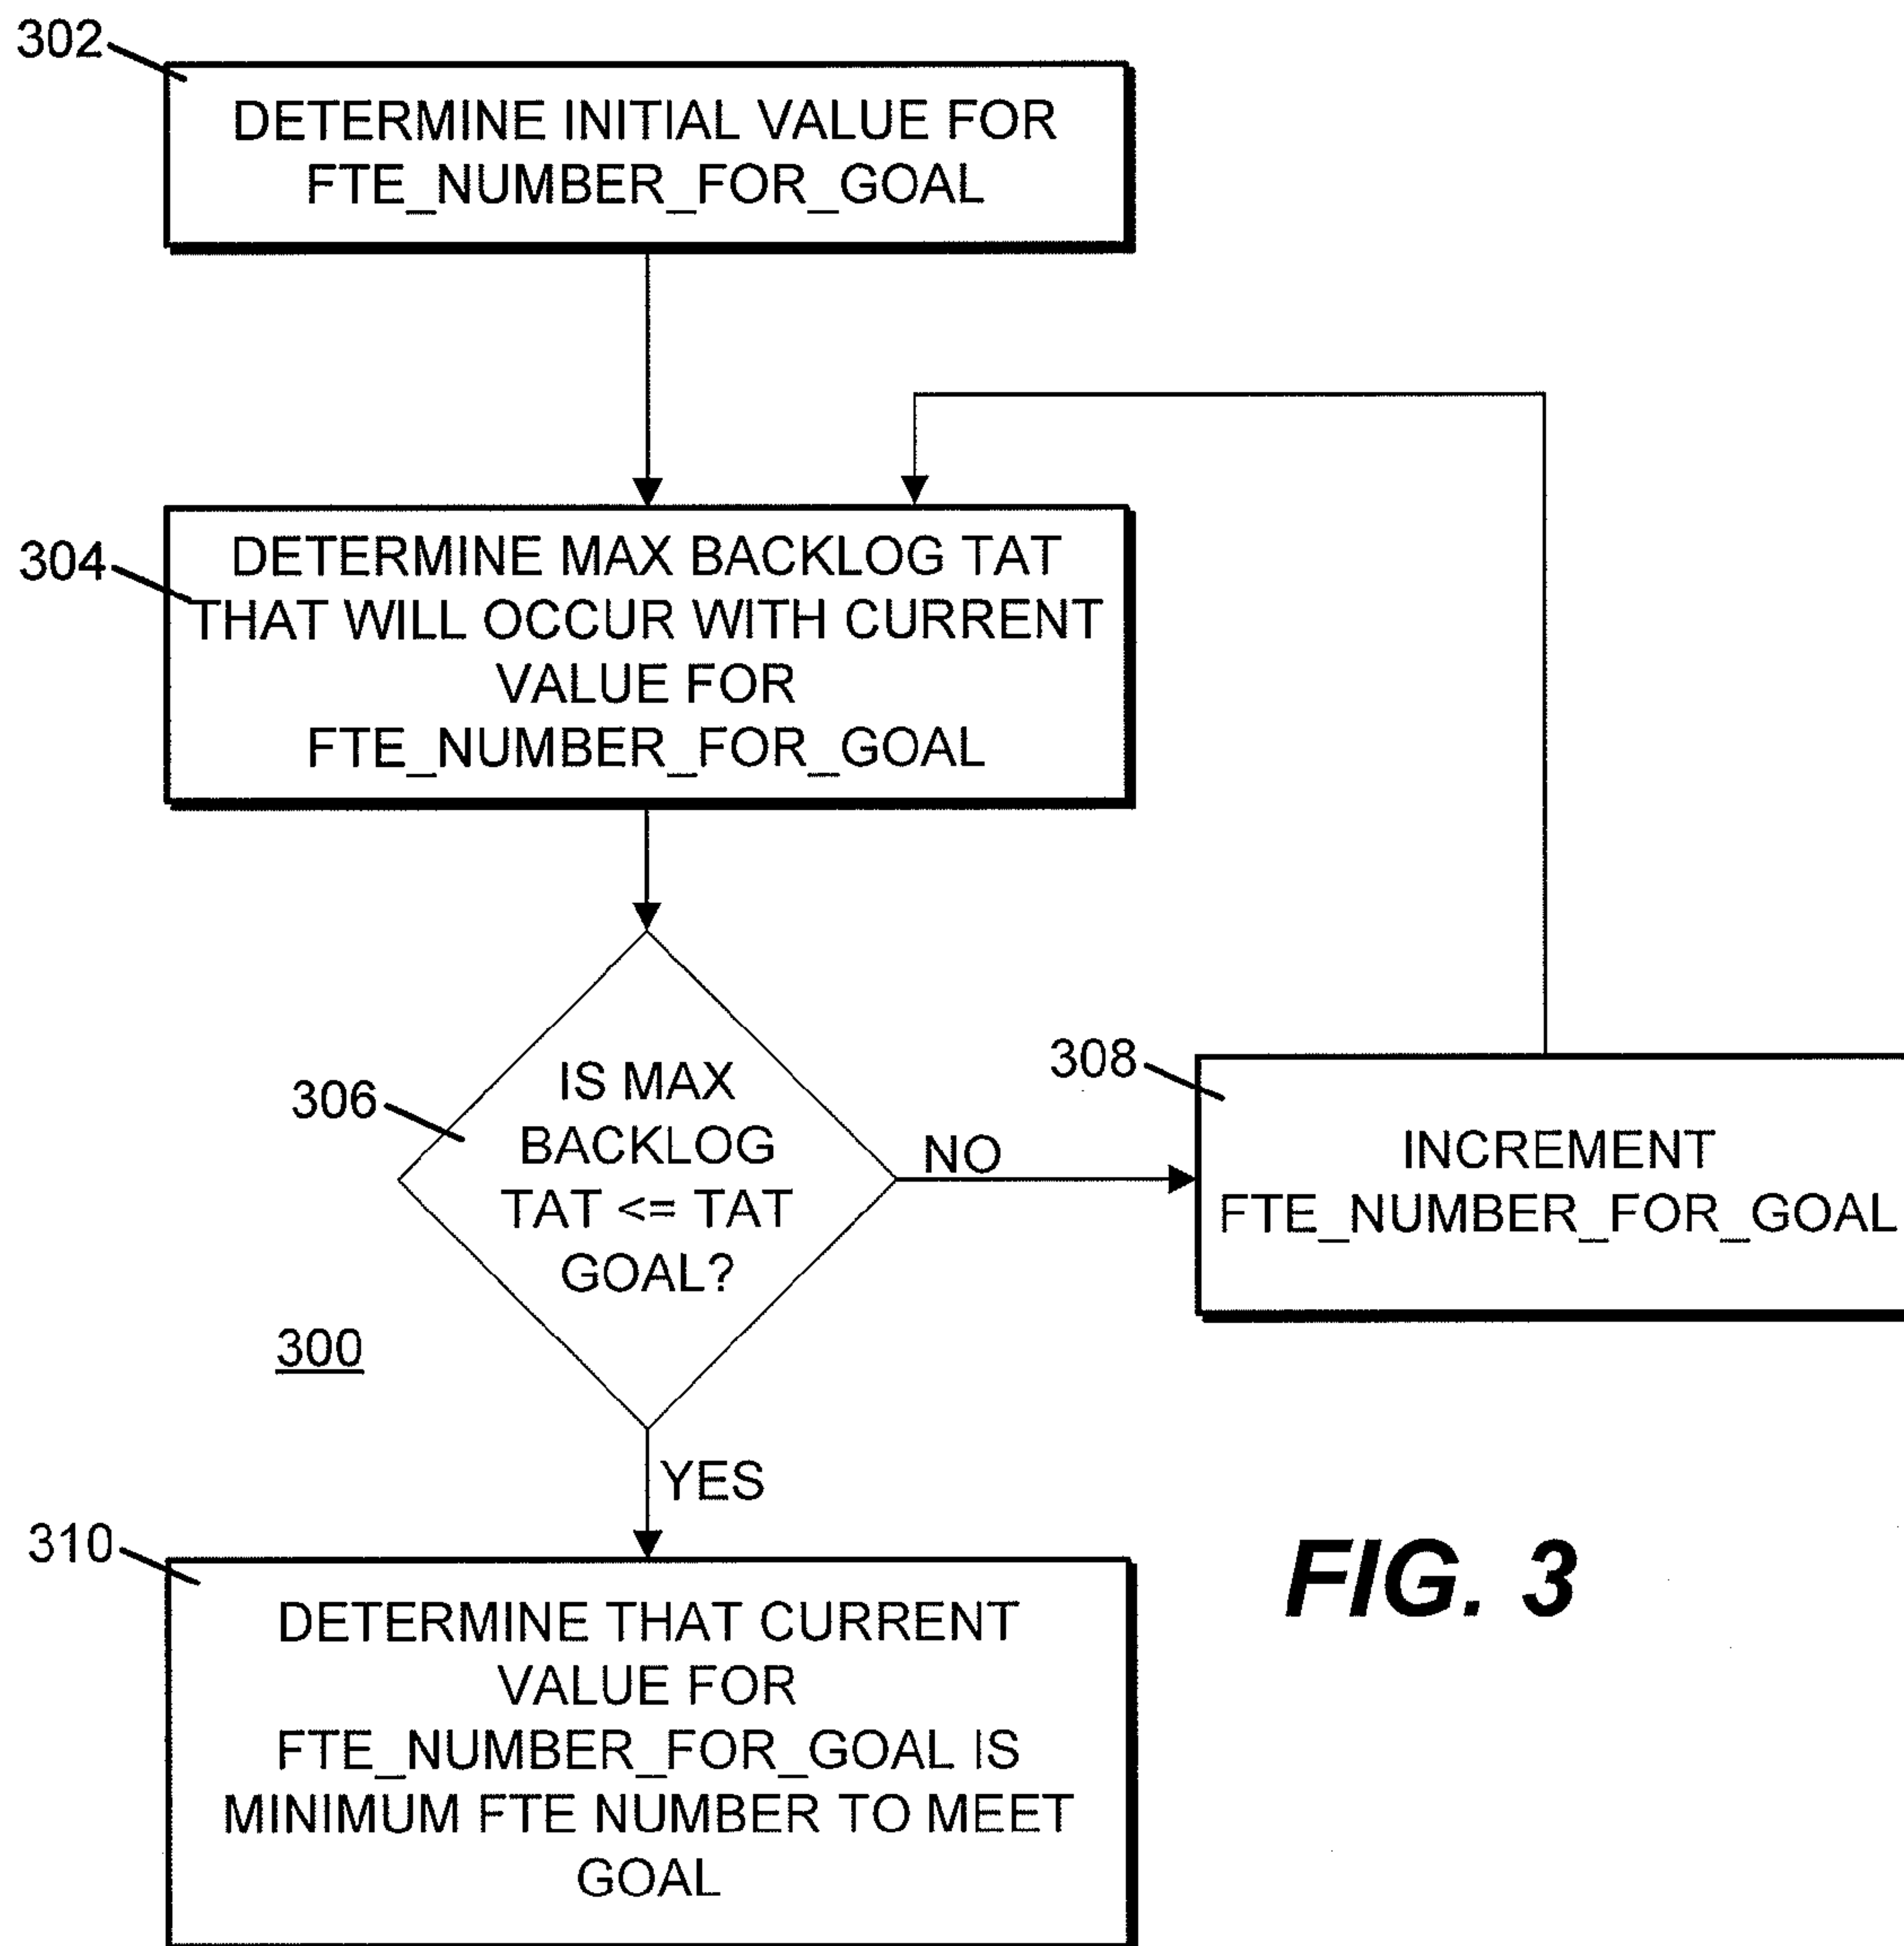 302
DETERMINE INITIAL VALUE FOR
FTE_NUMBER_FOR_GOAL
304
DETERMINE MAX BACKLOG TAT
THAT WILL OCCUR WITH CURRENT
VALUE FOR
FTE_NUMBER_FOR_GOAL
306
IS MAX
BACKLOG
TAT <= TAT
GOAL?
NO
308
INCREMENT
FTE_NUMBER_FOR_GOAL
300
YES
310
DETERMINE THAT CURRENT
VALUE FOR
FTE_NUMBER_FOR_GOAL IS
MINIMUM FTE NUMBER TO MEET
GOAL
FIG. 3